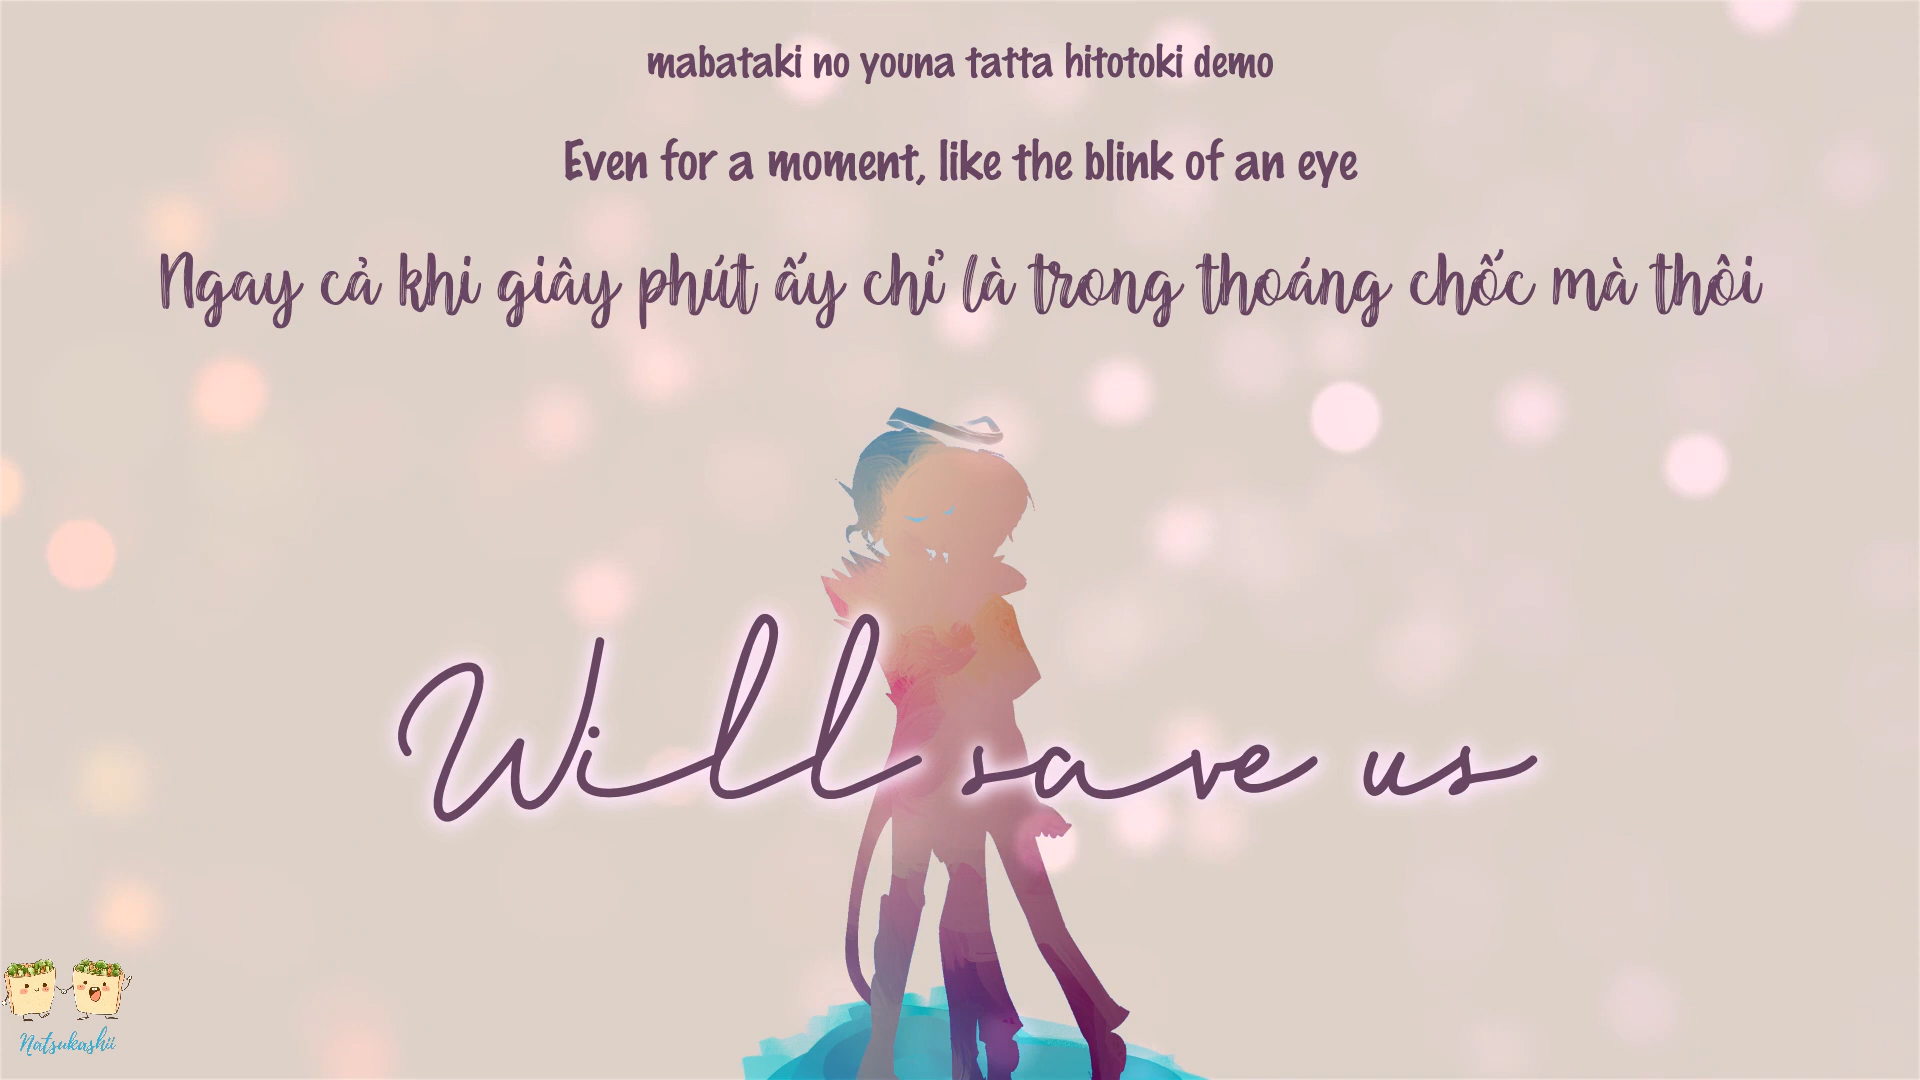 mabataki no youna tatta hitotoki demo
Even for a moment, like the blink of an eye
Ngay cả khi giây phút ấy chỉ là trong thoáng chốc mà thôi
Will save us
Natsukashii